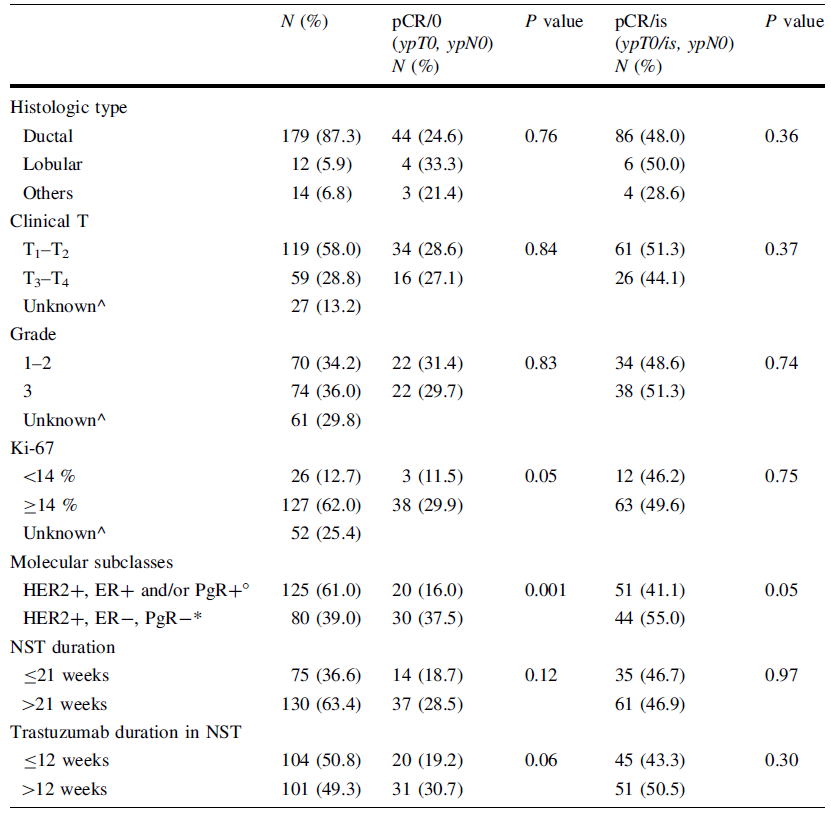 N (%) pCR/0 P value pCR/is P value
(ypT0, ypN0) (ypT0/is, ypN0)
N (%) N (%)
Histologic type
Ductal 179 (87.3) 44 (24.6) 0.76 86 (48.0) 0.36
Lobular 12 (5.9) 4 (33.3) 6 (50.0)
Others 14 (6.8) 3 (21.4) 4 (28.6)
Clinical T
T₁–T₂ 119 (58.0) 34 (28.6) 0.84 61 (51.3) 0.37
T₃–T₄ 59 (28.8) 16 (27.1) 26 (44.1)
Unknown^ 27 (13.2)
Grade
1–2 70 (34.2) 22 (31.4) 0.83 34 (48.6) 0.74
3 74 (36.0) 22 (29.7) 38 (51.3)
Unknown^ 61 (29.8)
Ki-67
<14 % 26 (12.7) 3 (11.5) 0.05 12 (46.2) 0.75
≥14 % 127 (62.0) 38 (29.9) 63 (49.6)
Unknown^ 52 (25.4)
Molecular subclasses
HER2+, ER+ and/or PgR+° 125 (61.0) 20 (16.0) 0.001 51 (41.1) 0.05
HER2+, ER−, PgR−* 80 (39.0) 30 (37.5) 44 (55.0)
NST duration
≤21 weeks 75 (36.6) 14 (18.7) 0.12 35 (46.7) 0.97
>21 weeks 130 (63.4) 37 (28.5) 61 (46.9)
Trastuzumab duration in NST
≤12 weeks 104 (50.8) 20 (19.2) 0.06 45 (43.3) 0.30
>12 weeks 101 (49.3) 31 (30.7) 51 (50.5)